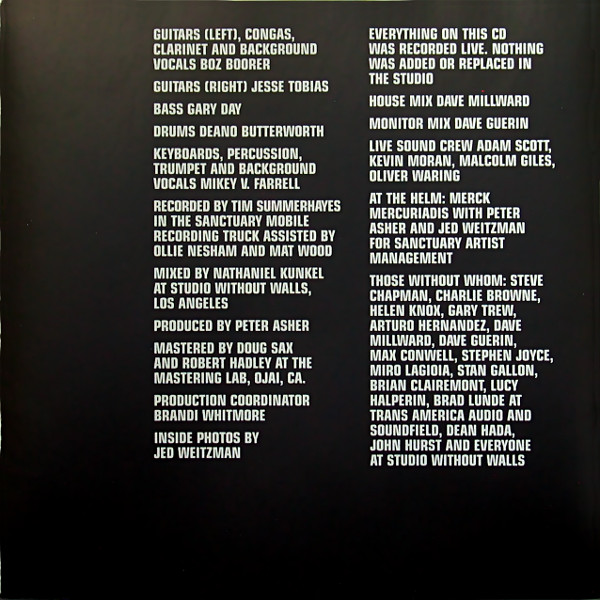 GUITARS (LEFT), CONGAS,
CLARINET AND BACKGROUND
VOCALS BOZ BOORER
GUITARS (RIGHT) JESSE TOBIAS
BASS GARY DAY
DRUMS DEANO BUTTERWORTH
KEYBOARDS, PERCUSSION,
TRUMPET AND BACKGROUND
VOCALS MIKEY V. FARRELL
RECORDED BY TIM SUMMERHAYES
IN THE SANCTUARY MOBILE
RECORDING TRUCK ASSISTED BY
OLLIE NESHAM AND MAT WOOD
MIXED BY NATHANIEL KUNKEL
AT STUDIO WITHOUT WALLS,
LOS ANGELES
PRODUCED BY PETER ASHER
MASTERED BY DOUG SAX
AND ROBERT HADLEY AT THE
MASTERING LAB, OJAI, CA.
PRODUCTION COORDINATOR
BRANDI WHITMORE
INSIDE PHOTOS BY
JED WEITZMAN
EVERYTHING ON THIS CD
WAS RECORDED LIVE. NOTHING
WAS ADDED OR REPLACED IN
THE STUDIO
HOUSE MIX DAVE MILLWARD
MONITOR MIX DAVE GUERIN
LIVE SOUND CREW ADAM SCOTT,
KEVIN MORAN, MALCOLM GILES,
OLIVER WARING
AT THE HELM: MERCK
MERCURIADIS WITH PETER
ASHER AND JED WEITZMAN
FOR SANCTUARY ARTIST
MANAGEMENT
THOSE WITHOUT WHOM: STEVE
CHAPMAN, CHARLIE BROWNE,
HELEN KNOX, GARY TREW,
ARTURO HERNANDEZ, DAVE
MILLWARD, DAVE GUERIN,
MAX CONWELL, STEPHEN JOYCE,
MIRO LAGIOIA, STAN GALLON,
BRIAN CLAIREMONT, LUCY
HALPERIN, BRAD LUNDE AT
TRANS AMERICA AUDIO AND
SOUNDFIELD, DEAN HADA,
JOHN HURST AND EVERYONE
AT STUDIO WITHOUT WALLS